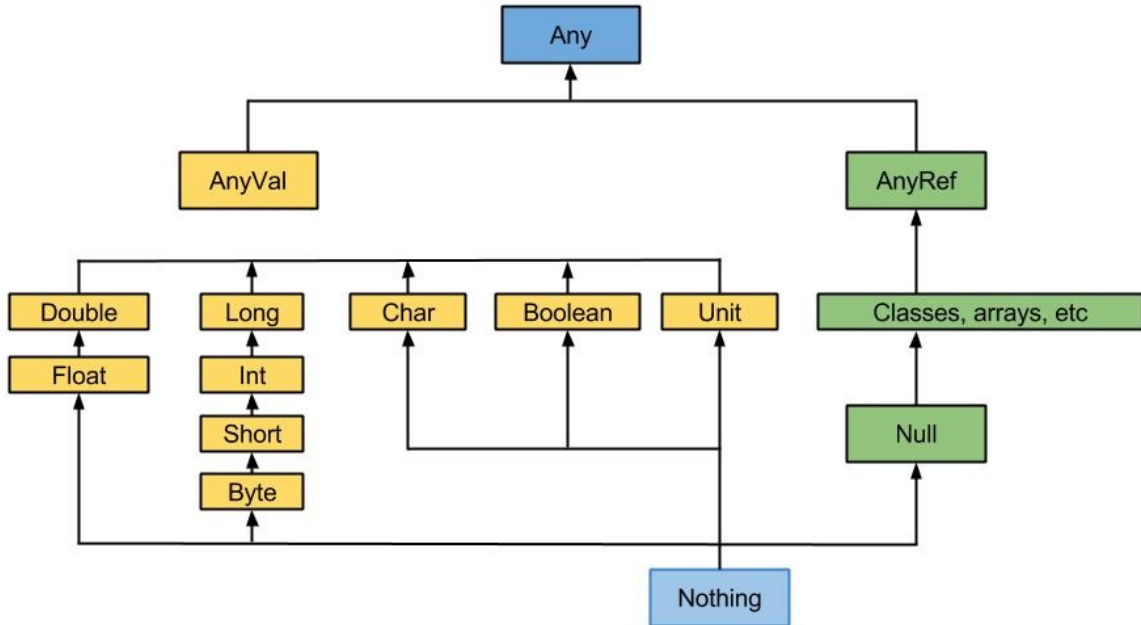 Any
AnyVal
AnyRef
Double
Long
Char
Boolean
Unit
Classes, arrays, etc
Float
Int
Short
Null
Byte
Nothing